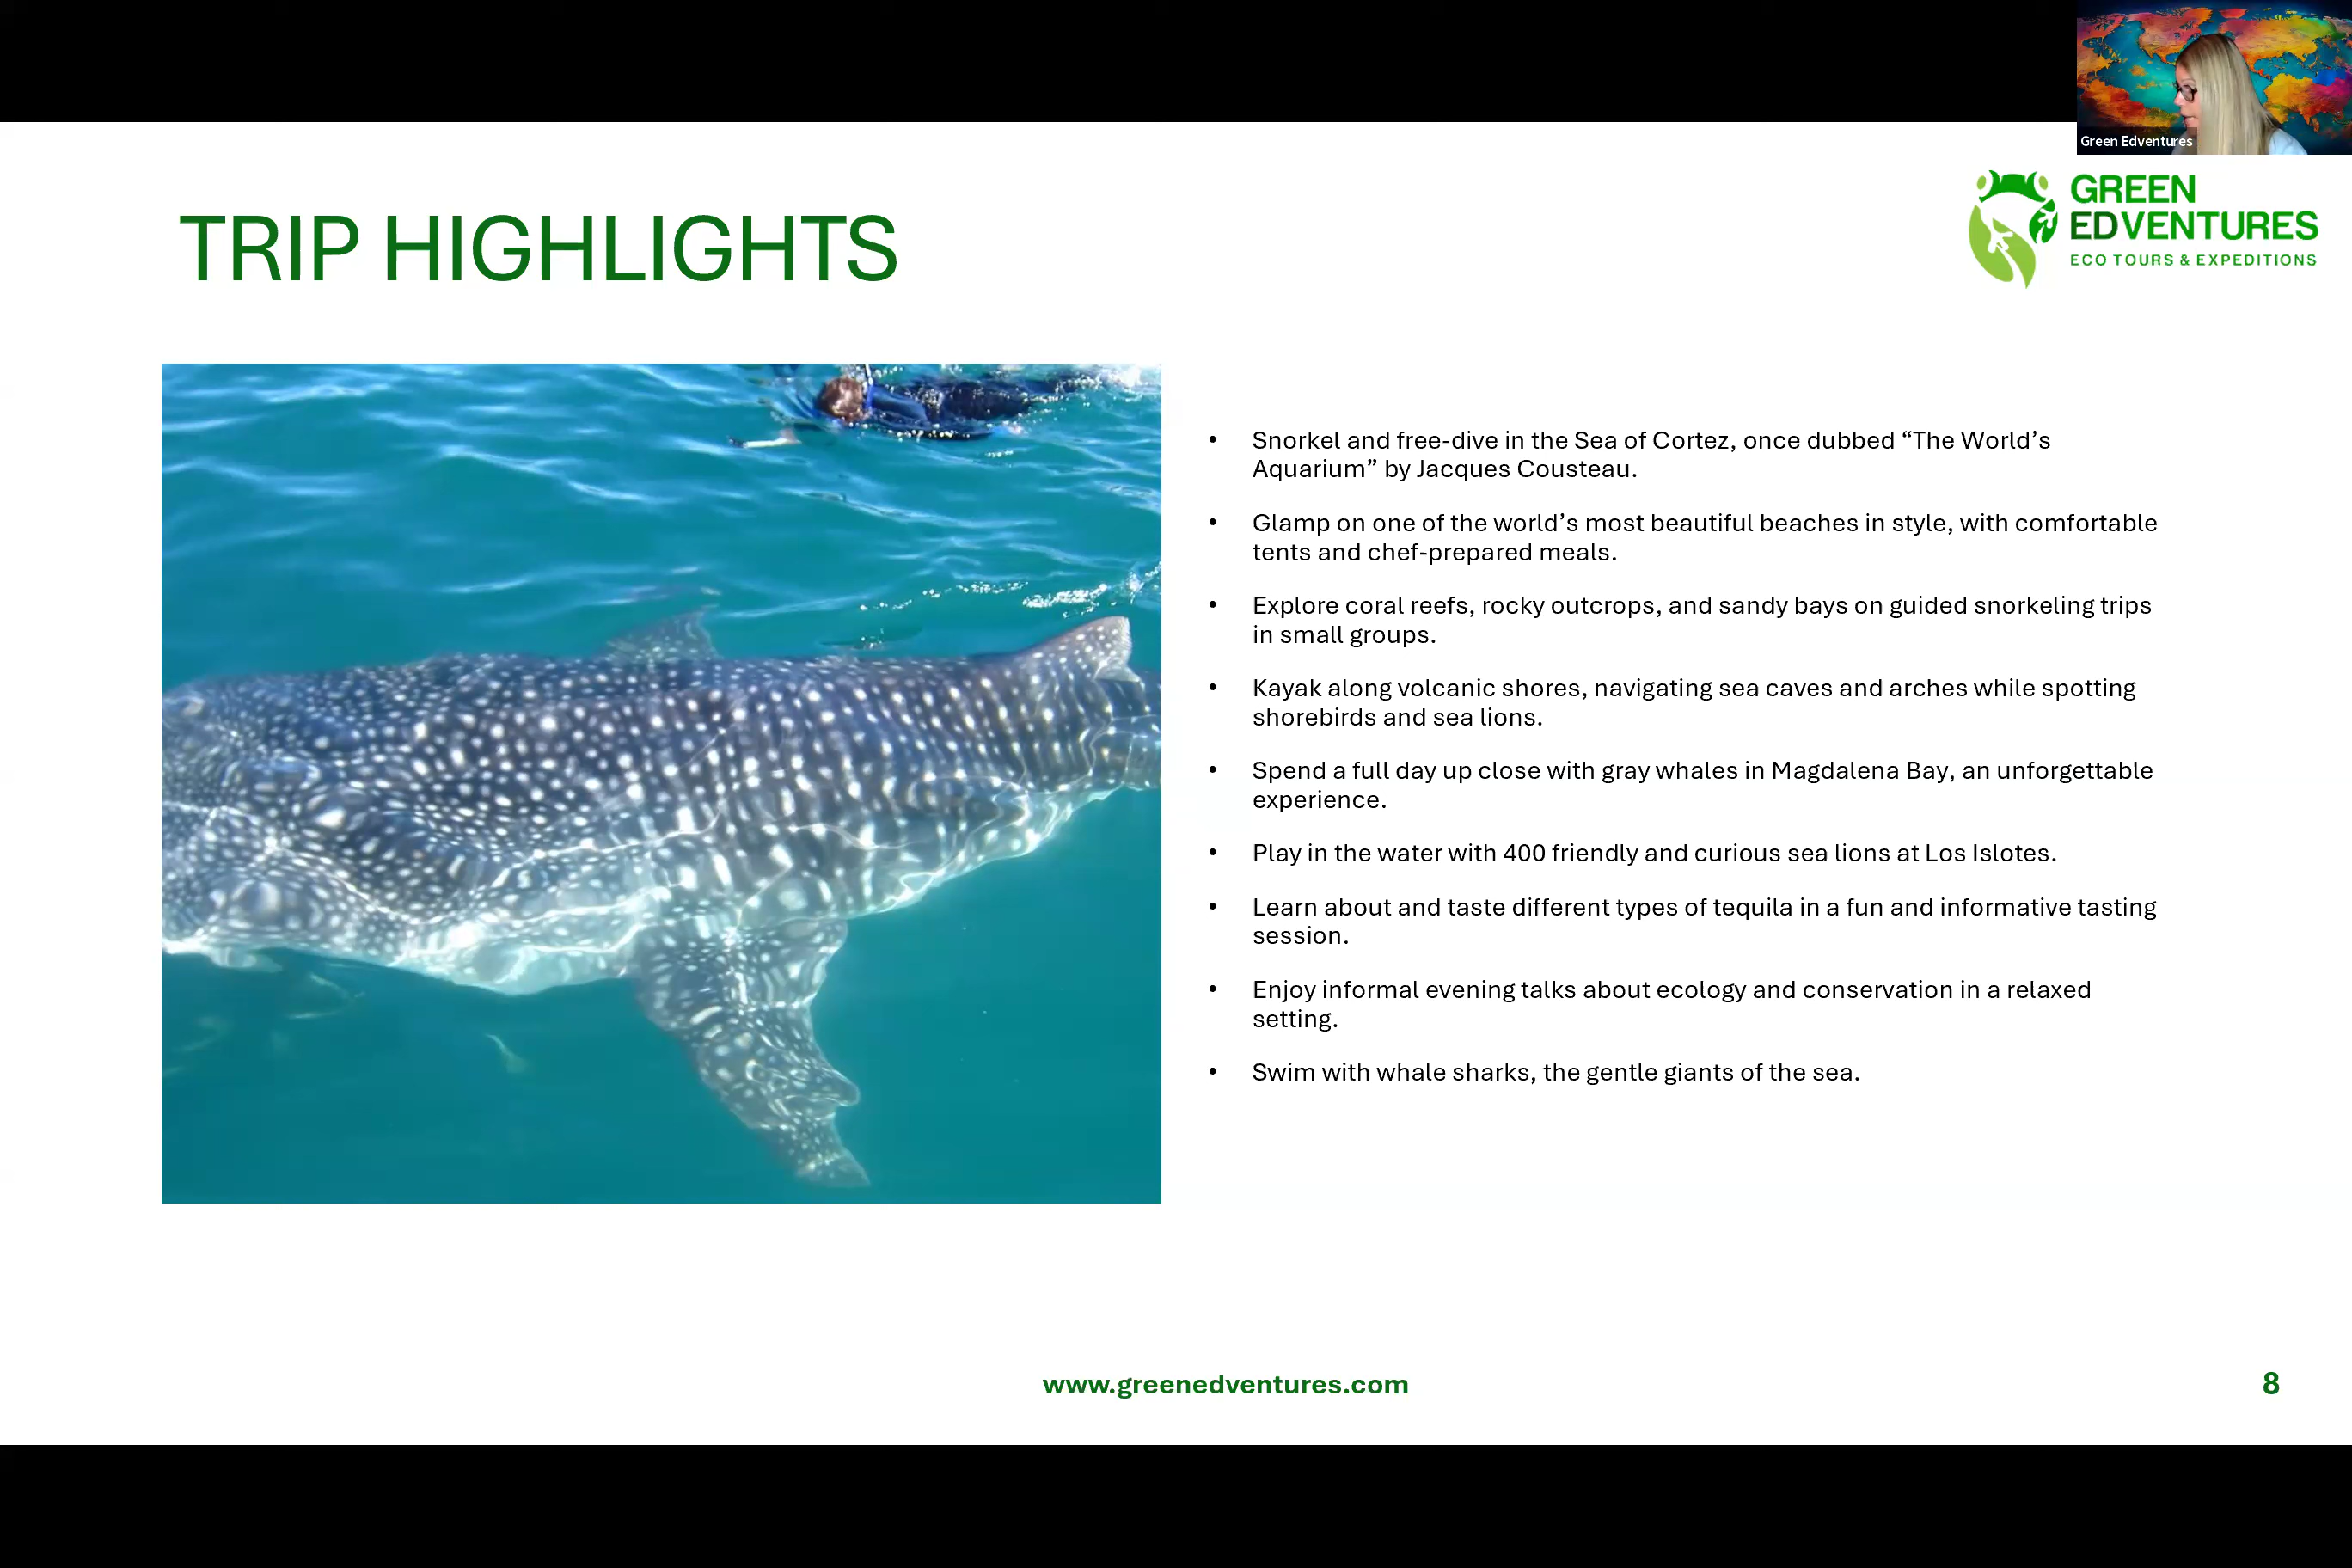 Green Edventures
GREEN
EDVENTURES
ECO TOURS & EXPEDITIONS
TRIP HIGHLIGHTS
• Snorkel and free-dive in the Sea of Cortez, once dubbed “The World’s
Aquarium” by Jacques Cousteau.
• Glamp on one of the world’s most beautiful beaches in style, with comfortable
tents and chef-prepared meals.
• Explore coral reefs, rocky outcrops, and sandy bays on guided snorkeling trips
in small groups.
• Kayak along volcanic shores, navigating sea caves and arches while spotting
shorebirds and sea lions.
• Spend a full day up close with gray whales in Magdalena Bay, an unforgettable
experience.
• Play in the water with 400 friendly and curious sea lions at Los Islotes.
• Learn about and taste different types of tequila in a fun and informative tasting
session.
• Enjoy informal evening talks about ecology and conservation in a relaxed
setting.
• Swim with whale sharks, the gentle giants of the sea.
www.greenedventures.com
8